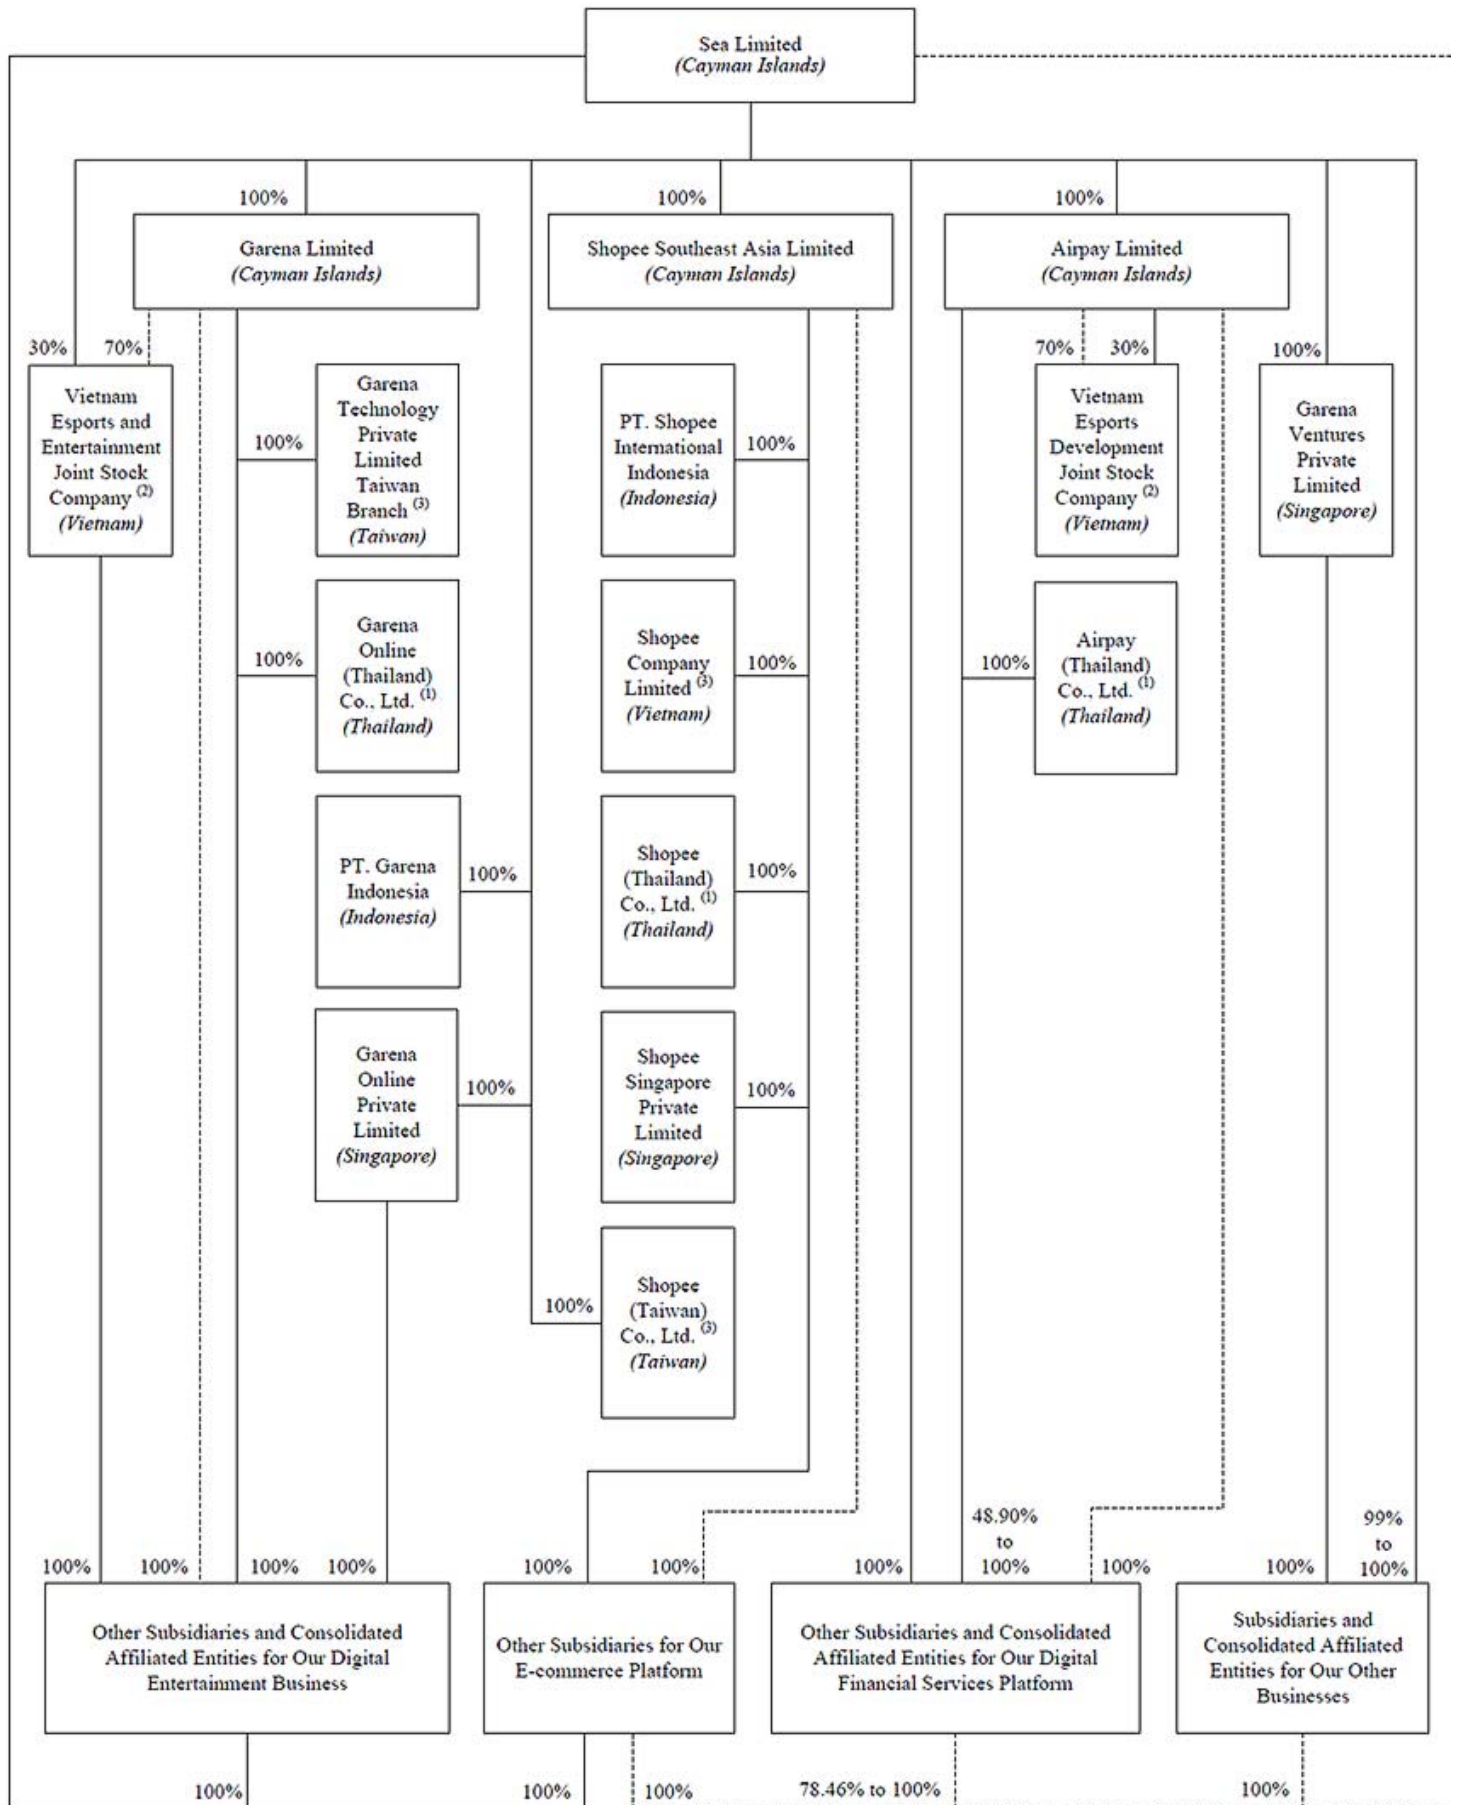 Sea Limited
(Cayman Islands)
100%
100%
100%
Garena Limited
(Cayman Islands)
Shopee Southeast Asia Limited
(Cayman Islands)
Airpay Limited
(Cayman Islands)
30%
70%
70%
30%
100%
Vietnam
Esports and
Entertainment
Joint Stock
Company (2)
(Vietnam)
Garena
Technology
Private
Limited
Taiwan
Branch (3)
(Taiwan)
100%
PT. Shopee
International
Indonesia
(Indonesia)
100%
Vietnam
Esports
Development
Joint Stock
Company (2)
(Vietnam)
Garena
Ventures
Private
Limited
(Singapore)
100%
Garena
Online
(Thailand)
Co., Ltd. (1)
(Thailand)
Shopee
Company
Limited (3)
(Vietnam)
100%
100%
Airpay
(Thailand)
Co., Ltd. (1)
(Thailand)
PT. Garena
Indonesia
(Indonesia)
100%
Shopee
(Thailand)
Co., Ltd. (1)
(Thailand)
100%
Garena
Online
Private
Limited
(Singapore)
100%
Shopee
Singapore
Private
Limited
(Singapore)
100%
100%
Shopee
(Taiwan)
Co., Ltd. (3)
(Taiwan)
100%
100%
100%
100%
100%
100%
100%
48.90%
to
100%
100%
100%
99%
to
100%
Other Subsidiaries and Consolidated
Affiliated Entities for Our Digital
Entertainment Business
Other Subsidiaries for Our
E-commerce Platform
Other Subsidiaries and Consolidated
Affiliated Entities for Our Digital
Financial Services Platform
Subsidiaries and
Consolidated Affiliated
Entities for Our Other
Businesses
100%
100%
100%
78.46% to 100%
100%